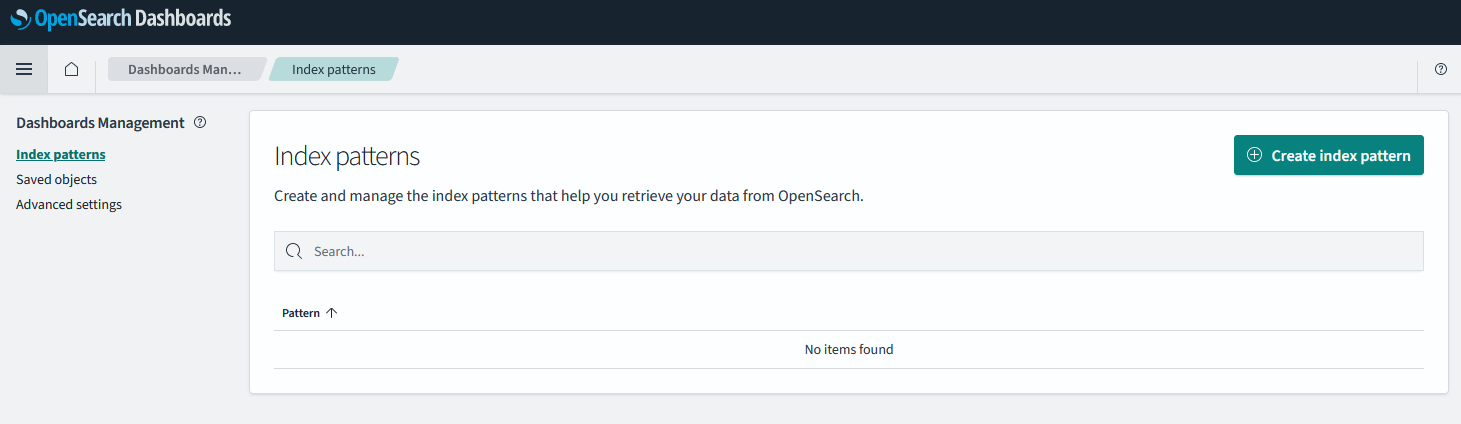 OpenSearch Dashboards
Dashboards Man...
Index patterns
Dashboards Management
Index patterns
Saved objects
Advanced settings
Index patterns
Create index pattern
Create and manage the index patterns that help you retrieve your data from OpenSearch.
Search...
Pattern
No items found